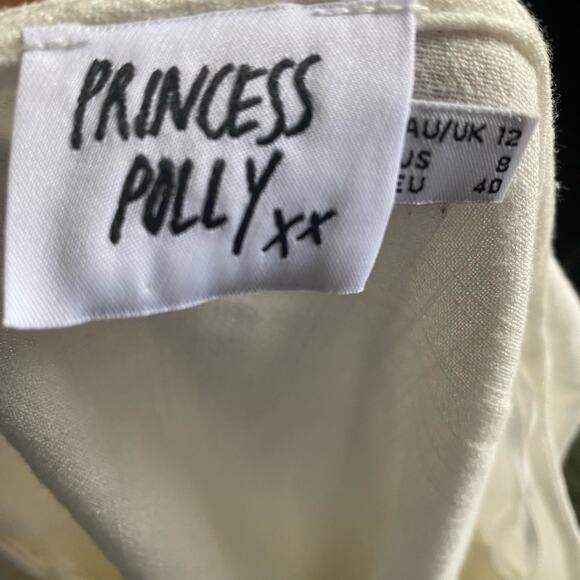 PRINCESS
POLLY xx
AU/UK 12
US 8
EU 40